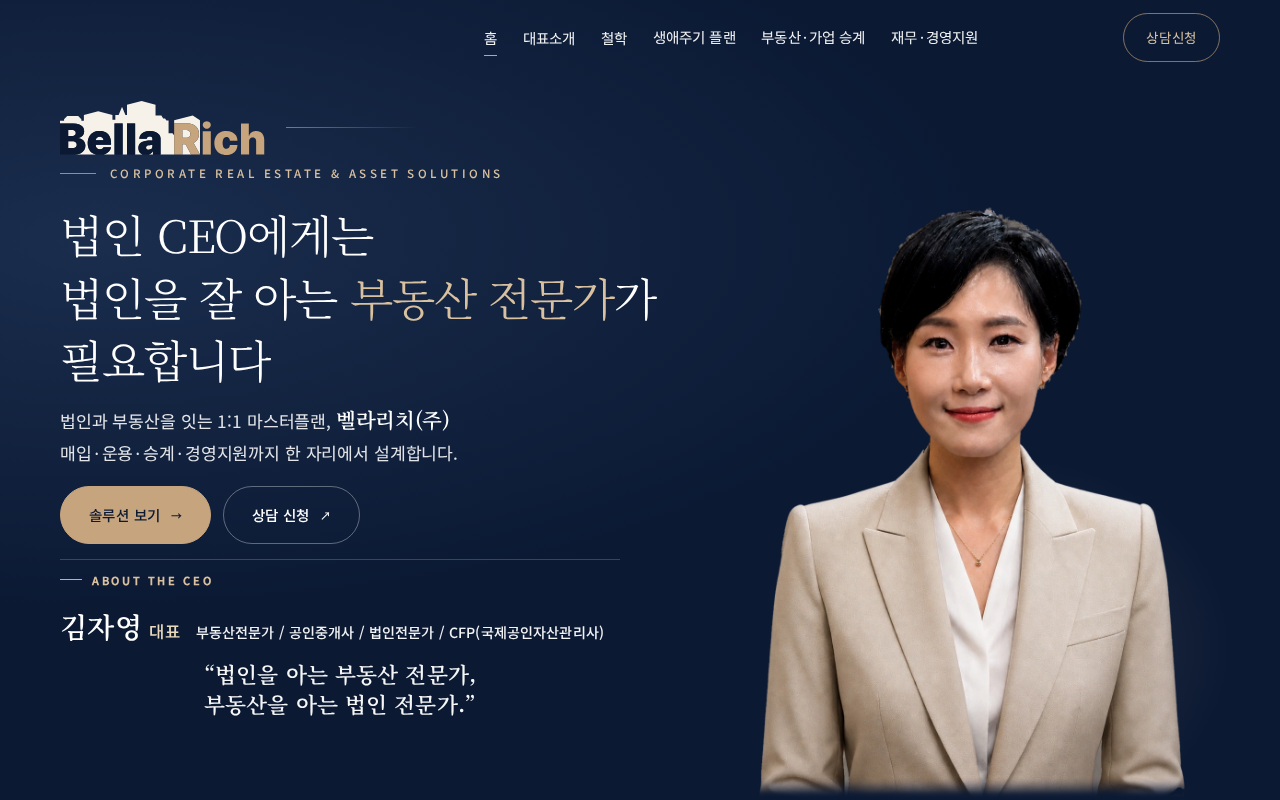 홈 대표소개 철학 생애주기 플랜 부동산·가업 승계 재무·경영지원 상담신청
Bella Rich
CORPORATE REAL ESTATE & ASSET SOLUTIONS
법인 CEO에게는
법인을 잘 아는 부동산 전문가가
필요합니다
법인과 부동산을 잇는 1:1 마스터플랜, 벨라리치(주)
매입·운용·승계·경영지원까지 한 자리에서 설계합니다.
솔루션 보기 → 상담 신청 ↗
ABOUT THE CEO
김자영 대표 부동산전문가 / 공인중개사 / 법인전문가 / CFP(국제공인자산관리사)
“법인을 아는 부동산 전문가,
부동산을 아는 법인 전문가.”